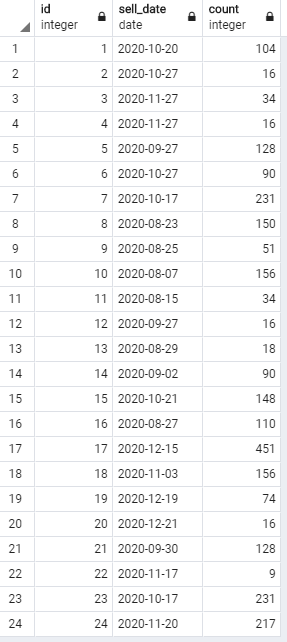 id sell_date count
integer date integer
1 1 2020-10-20 104
2 2 2020-10-27 16
3 3 2020-11-27 34
4 4 2020-11-27 16
5 5 2020-09-27 128
6 6 2020-10-27 90
7 7 2020-10-17 231
8 8 2020-08-23 150
9 9 2020-08-25 51
10 10 2020-08-07 156
11 11 2020-08-15 34
12 12 2020-09-27 16
13 13 2020-08-29 18
14 14 2020-09-02 90
15 15 2020-10-21 148
16 16 2020-08-27 110
17 17 2020-12-15 451
18 18 2020-11-03 156
19 19 2020-12-19 74
20 20 2020-12-21 16
21 21 2020-09-30 128
22 22 2020-11-17 9
23 23 2020-10-17 231
24 24 2020-11-20 217